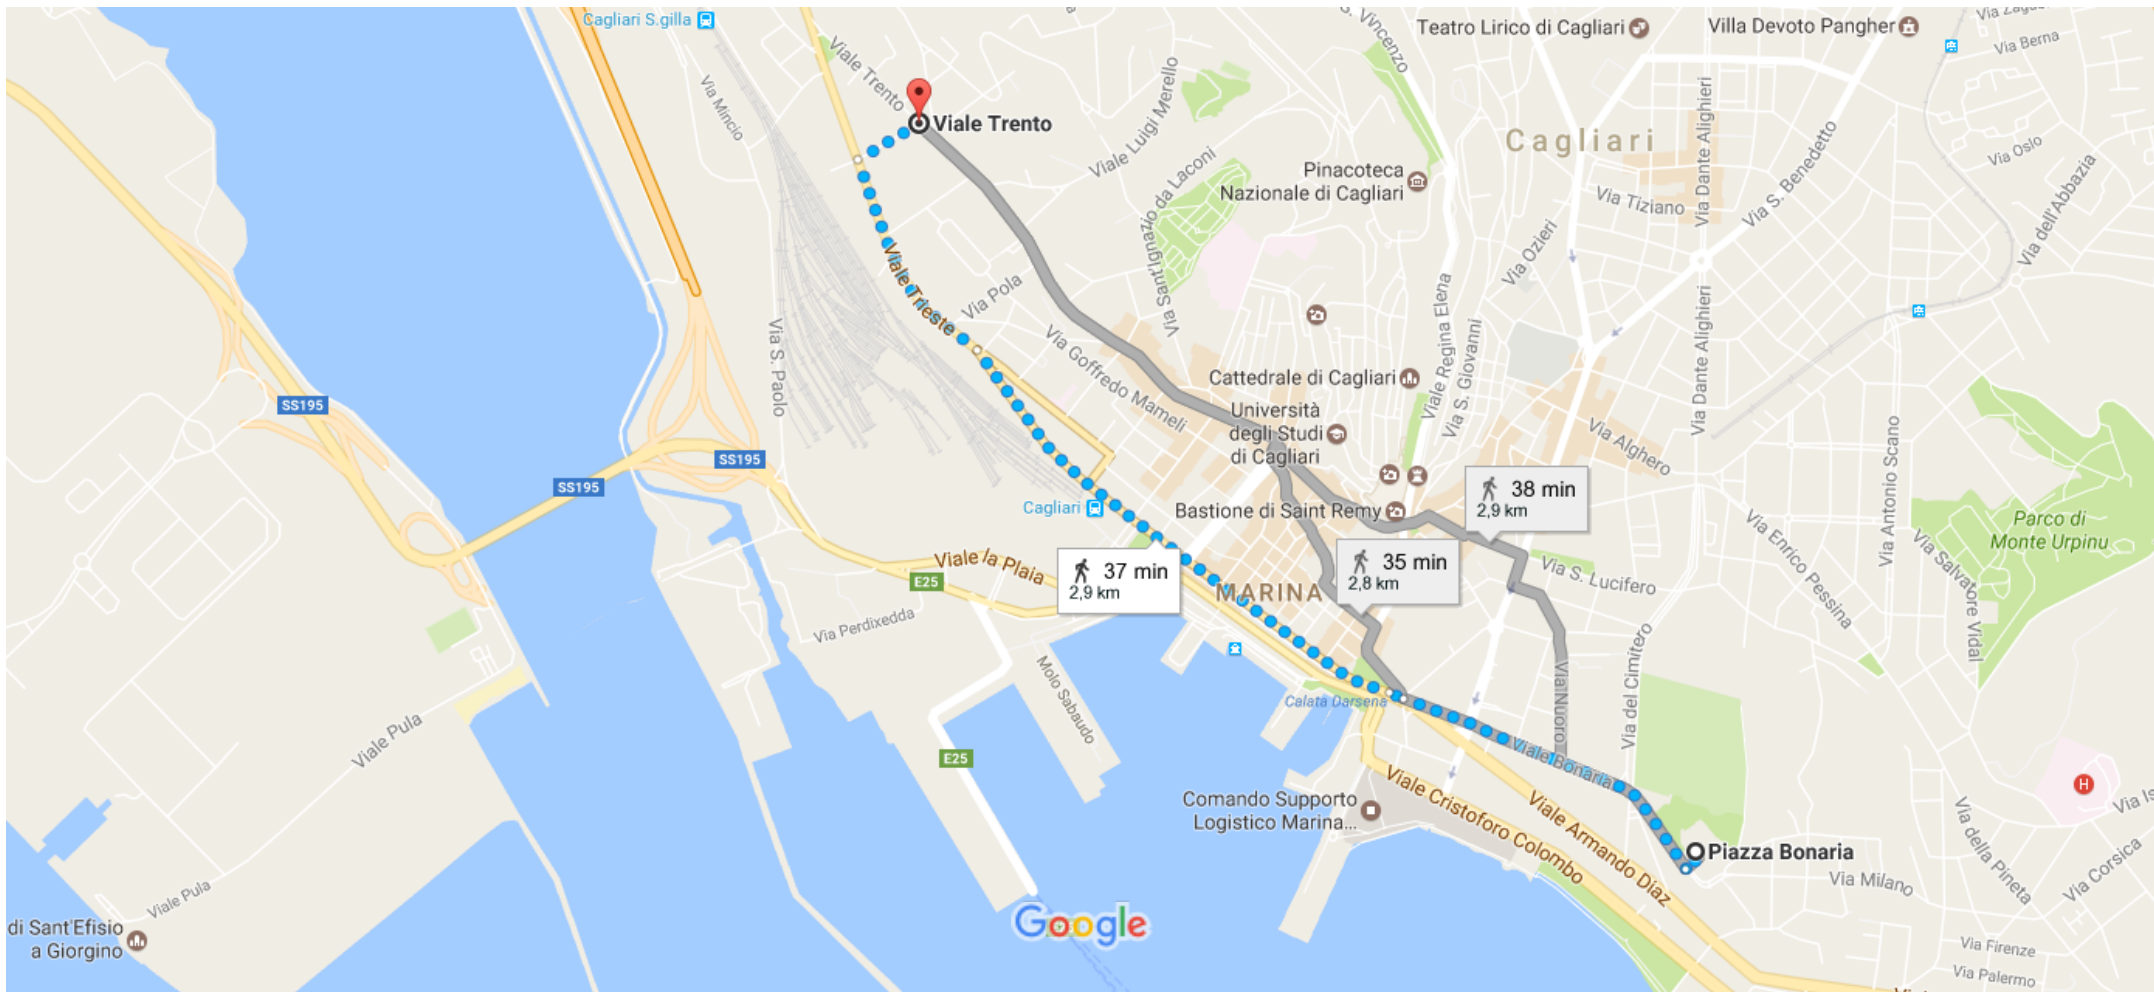 Cagliari S.gilla
Viale Trento
Via Mincio
Viale Trento
Viale Luigi Merello
S. Vincenzo
Teatro Lirico di Cagliari
Villa Devoto Pangher
Via Berna
Cagliari
Via Dante Alighieri
Via S. Benedetto
Via Oslo
Via dell'Abbazia
Pinacoteca
Nazionale di Cagliari
Via Tiziano
Via Sant'Ignazio da Laconi
Via Ozieri
Viale Trieste
Via Pola
Via S. Paolo
Via Goffredo Mameli
Viale Regina Elena
Via S. Giovanni
Via Dante Alighieri
Cattedrale di Cagliari
Università
degli Studi
di Cagliari
Via Alghero
Via Antonio Scano
SS195
SS195
SS195
38 min
2,9 km
Cagliari
Bastione di Saint Remy
Via Enrico Pessina
Parco di
Monte Urpinu
Via Salvatore Vidal
Viale la Plaia
E25
37 min
2,9 km
35 min
2,8 km
MARINA
Via S. Lucifero
Via Perdixedda
Molo Sabaudo
Via del Cimitero
Via Nuoro
Calata Darsena
Viale Pula
E25
Viale Bonaria
H
Via Is
Comando Supporto
Logistico Marina...
Viale Cristoforo Colombo
Viale Armando Diaz
Piazza Bonaria
Via Milano
Via della Pineta
Via Corsica
Viale Pula
di Sant'Efisio
a Giorgino
Google
Via Firenze
Via Palermo